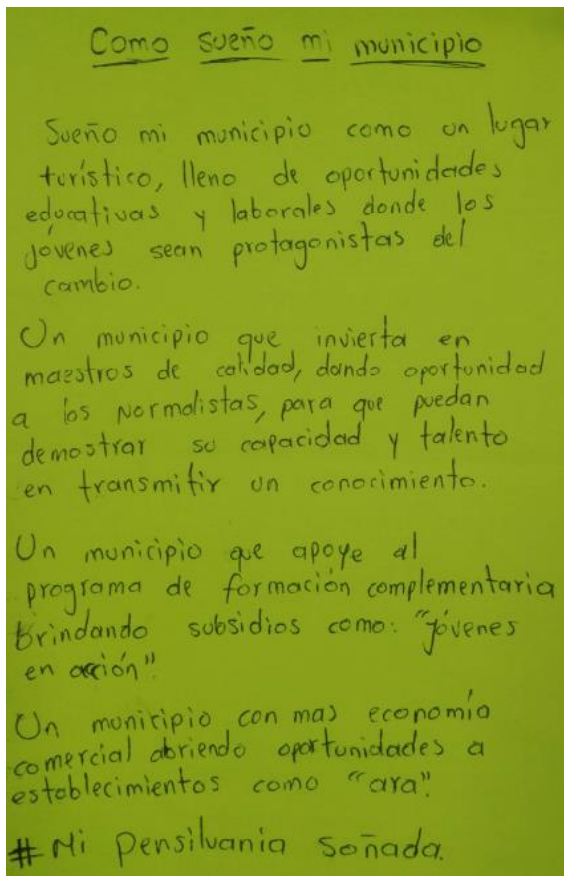 Como sueño mi municipio
Sueño mi municipio como un lugar
turístico, lleno de oportunidades
educativas y laborales donde los
jóvenes sean protagonistas del
cambio.
Un municipio que invierta en
maestros de calidad, dando oportunidad
a los Normalistas, para que puedan
demostrar su capacidad y talento
en transmitir un conocimiento.
Un municipio que apoye al
programa de formación complementaria
brindando subsidios como: "Jóvenes
en acción".
Un municipio con mas economía
comercial abriendo oportunidades a
establecimientos como "ara".
# Mi Pensilvania soñada.